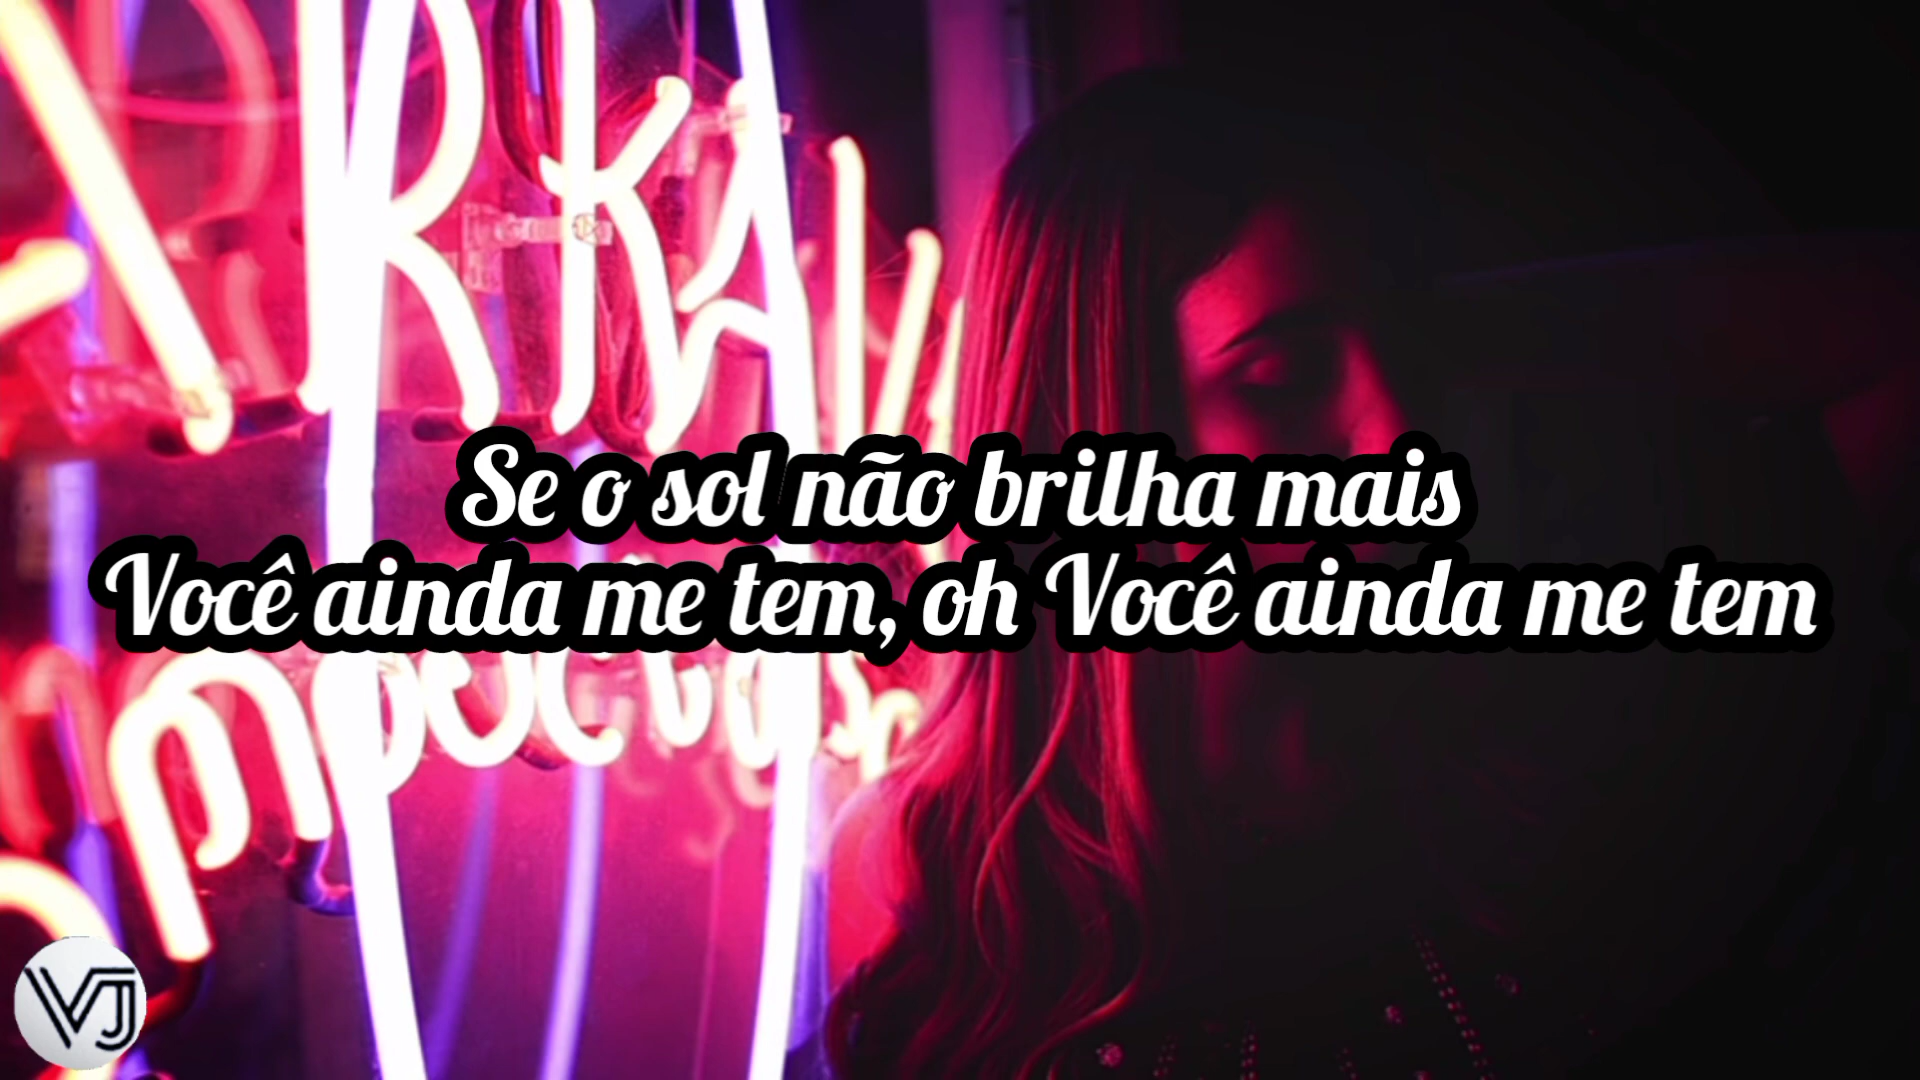 Se o sol não brilha mais
Você ainda me tem, oh Você ainda me tem
VJ